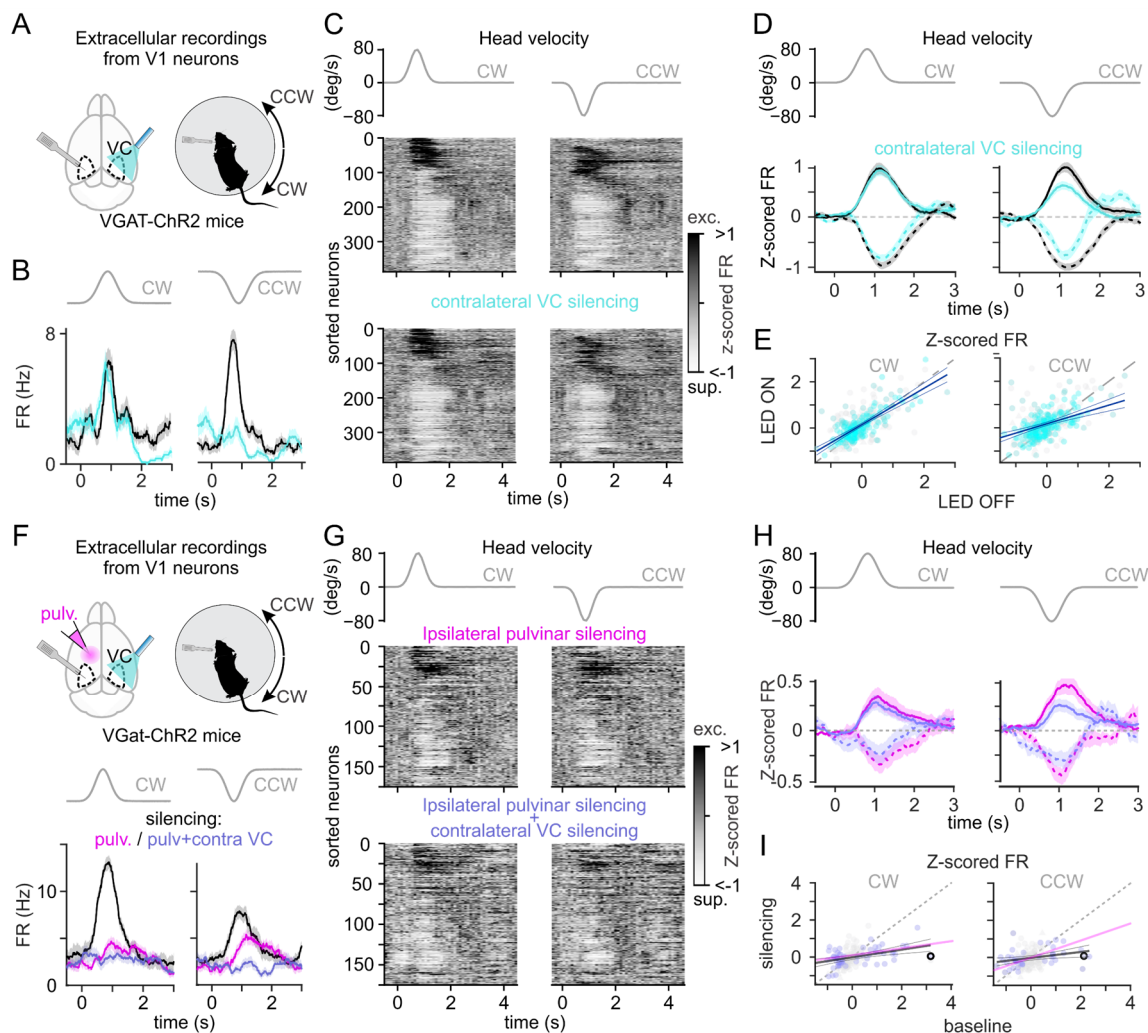 A
Extracellular recordings
from V1 neurons
VC
CCW
CW
VGAT-ChR2 mice
B
CW
CCW
8
0
FR (Hz)
0
2
0
2
time (s)
C
Head velocity
80
0
−80
(deg/s)
CW
CCW
0
100
200
300
contralateral VC silencing
0
100
200
300
sorted neurons
0
2
4
0
2
4
time (s)
exc.
>1
z-scored FR
<-1
sup.
D
Head velocity
80
0
−80
(deg/s)
CW
CCW
contralateral VC silencing
1
0
-1
Z-scored FR
0
1
2
3
0
1
2
3
time (s)
E
Z-scored FR
CW
CCW
2
0
LED ON
0
2
0
2
LED OFF
F
Extracellular recordings
from V1 neurons
pulv.
VC
CCW
CW
VGat-ChR2 mice
CW
CCW
silencing:
pulv. / pulv+contra VC
10
0
FR (Hz)
0
2
0
2
time (s)
G
Head velocity
80
0
−80
(deg/s)
CW
CCW
Ipsilateral pulvinar silencing
0
50
100
150
Ipsilateral pulvinar silencing
+
contralateral VC silencing
0
50
100
150
sorted neurons
0
2
4
0
2
4
time (s)
exc.
>1
Z-scored FR
<-1
sup.
H
Head velocity
80
0
−80
(deg/s)
CW
CCW
0.5
0
-0.5
Z-scored FR
0
1
2
3
0
1
2
3
time (s)
I
Z-scored FR
CW
CCW
4
2
0
silencing
0
2
4
0
2
4
baseline